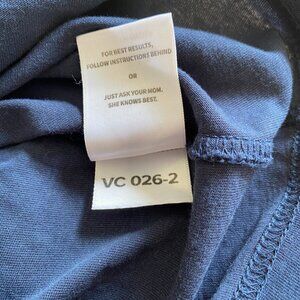 FOR BEST RESULTS,
FOLLOW INSTRUCTIONS BEHIND
OR
JUST ASK YOUR MOM.
SHE KNOWS BEST.
VC 026-2